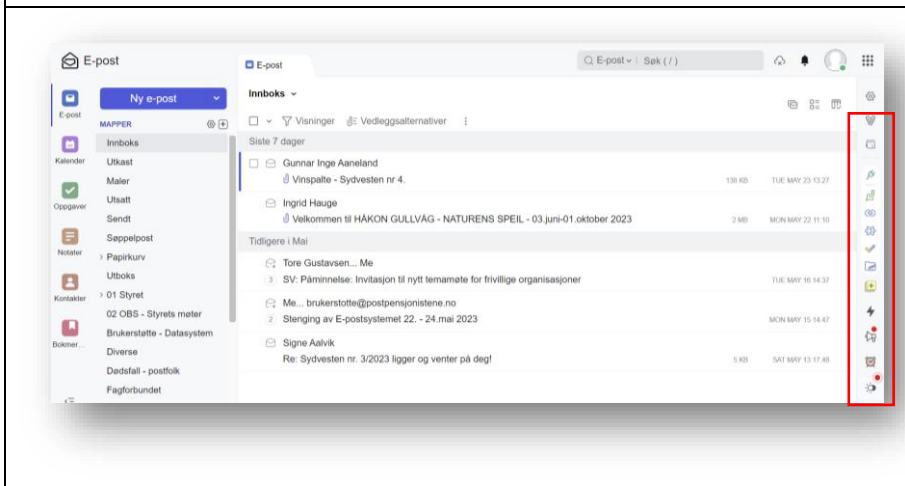 E-post
E-post
E-post Søk ( / )
E-post
Kalender
Oppgaver
Notater
Kontakter
Bokmer...
Ny e-post
MAPPER
Innboks
Utkast
Maler
Utsatt
Sendt
Søppelpost
Papirkurv
Utboks
01 Styret
02 OBS - Styrets møter
Brukerstøtte - Datasystem
Diverse
Dødsfall - postfolk
Fagforbundet
Innboks
Visninger Vedleggsalternativer
Siste 7 dager
Gunnar Inge Aaneland
Vinspalte - Sydvesten nr 4. 138 KB TUE MAY 23 13:27
Ingrid Hauge
Velkommen til HÅKON GULLVÅG - NATURENS SPEIL - 03.juni-01.oktober 2023 2 MB MON MAY 22 11:10
Tidligere i Mai
Tore Gustavsen... Me
3 SV: Påminnelse: Invitasjon til nytt temamøte for frivillige organisasjoner TUE MAY 16 14:37
Me... brukerstotte@postpensjonistene.no
2 Stenging av E-postsystemet 22. - 24.mai 2023 MON MAY 15 14:47
Signe Aalvik
Re: Sydvesten nr. 3/2023 ligger og venter på deg! 5 KB SAT MAY 13 17:48